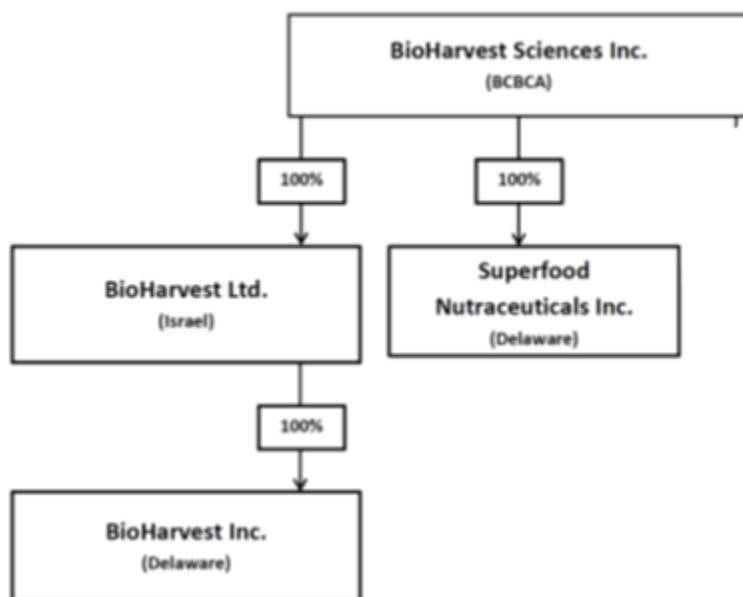 BioHarvest Sciences Inc.
(BCBCA)
100%
100%
BioHarvest Ltd.
(Israel)
Superfood
Nutraceuticals Inc.
(Delaware)
100%
BioHarvest Inc.
(Delaware)